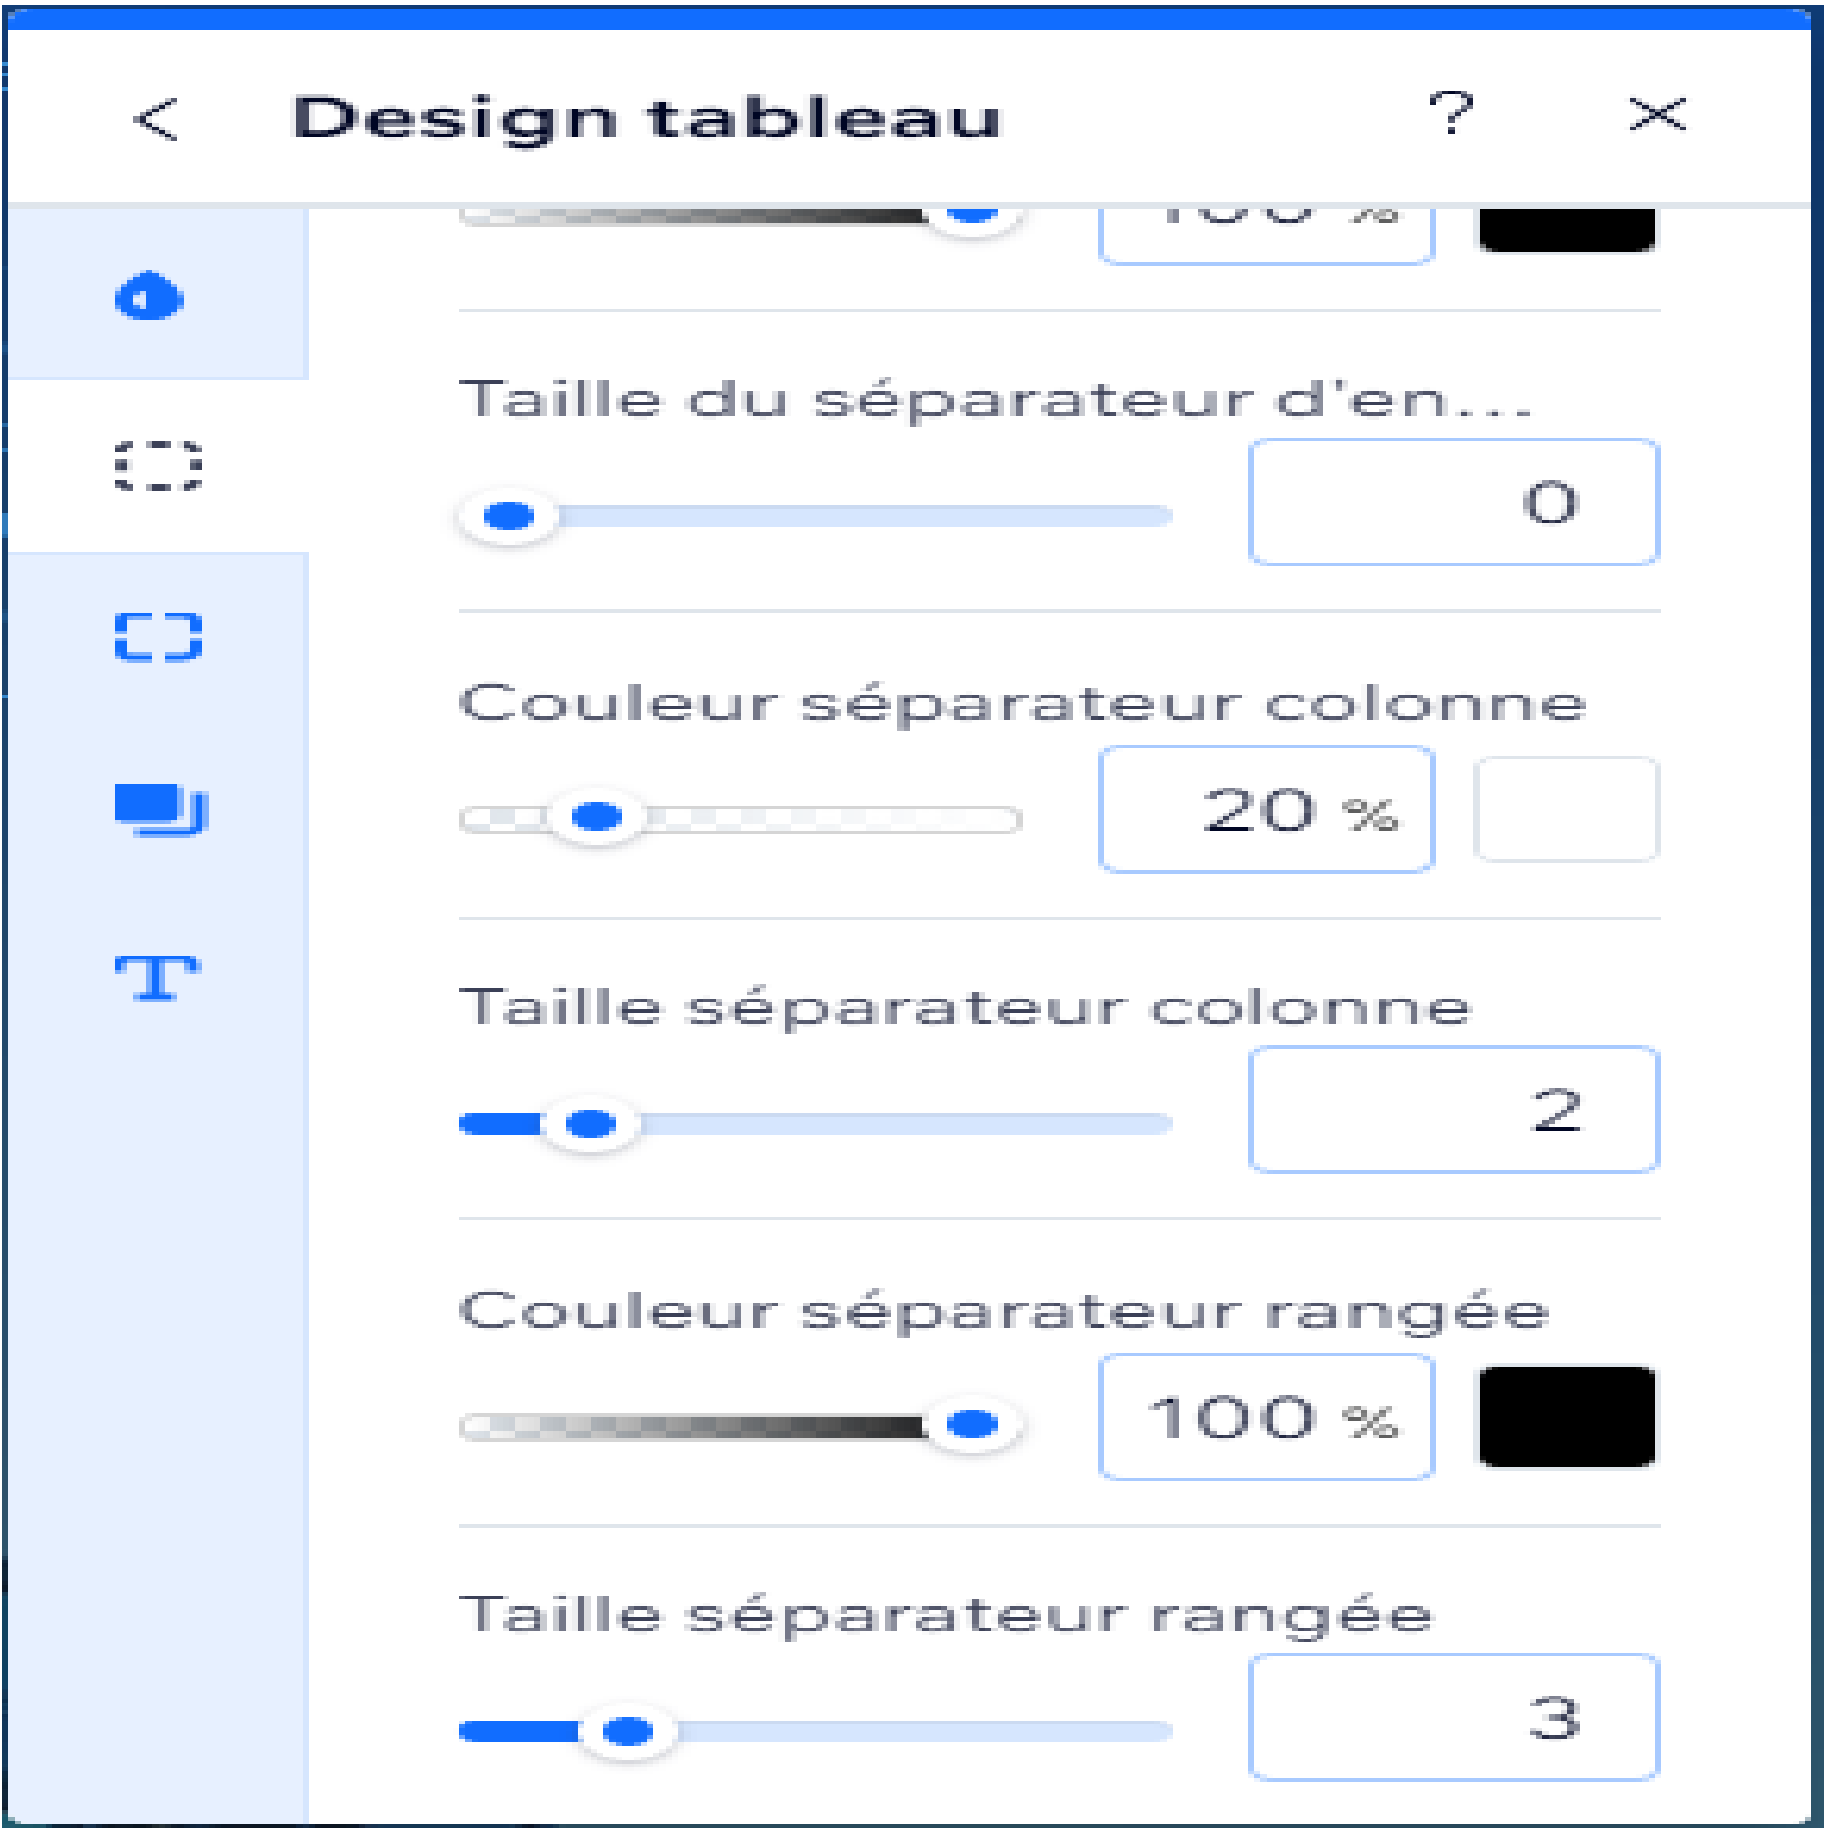 < Design tableau ? ×
100 %
Taille du séparateur d'en...
0
Couleur séparateur colonne
20 %
Taille séparateur colonne
2
Couleur séparateur rangée
100 %
Taille séparateur rangée
3